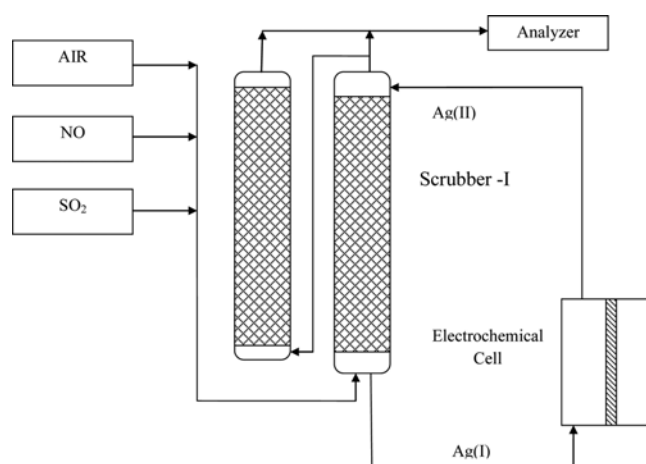 Analyzer
AIR
NO
SO₂
Ag(II)
Scrubber -I
Electrochemical
Cell
Ag(I)